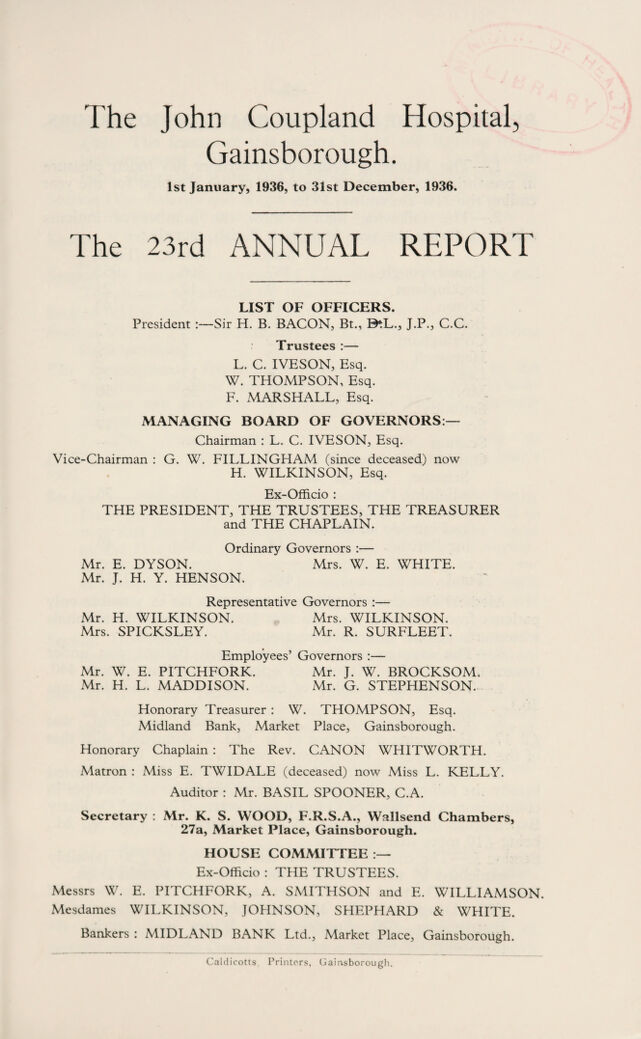 MINISTRY OF HEALTH
LIBRARY
The John Coupland Hospital,
Gainsborough.
1st January, 1936, to 31st December, 1936.
The 23rd ANNUAL REPORT
LIST OF OFFICERS.
President :—Sir H. B. BACON, Bt., D.L., J.P., C.C.
Trustees :—
L. C. IVESON, Esq.
W. THOMPSON, Esq.
F. MARSHALL, Esq.
MANAGING BOARD OF GOVERNORS:—
Chairman : L. C. IVESON, Esq.
Vice-Chairman : G. W. FILLINGHAM (since deceased) now
H. WILKINSON, Esq.
Ex-Officio :
THE PRESIDENT, THE TRUSTEES, THE TREASURER
and THE CHAPLAIN.
Ordinary Governors :—
Mr. E. DYSON. Mrs. W. E. WHITE.
Mr. J. H. Y. HENSON.
Representative Governors :—
Mr. H. WILKINSON. Mrs. WILKINSON.
Mrs. SPICKSLEY. Mr. R. SURFLEET.
Employees' Governors :—
Mr. W. E. PITCHFORK. Mr. J. W. BROCKSOM.
Mr. H. L. MADDISON. Mr. G. STEPHENSON.
Honorary Treasurer : W. THOMPSON, Esq.
Midland Bank, Market Place, Gainsborough.
Honorary Chaplain : The Rev. CANON WHITWORTH.
Matron : Miss E. TWIDALE (deceased) now Miss L. KELLY.
Auditor : Mr. BASIL SPOONER, C.A.
Secretary : Mr. K. S. WOOD, F.R.S.A., Wallsend Chambers,
27a, Market Place, Gainsborough.
HOUSE COMMITTEE :—
Ex-Officio : THE TRUSTEES.
Messrs W. E. PITCHFORK, A. SMITHSON and E. WILLIAMSON.
Mesdames WILKINSON, JOHNSON, SHEPHARD & WHITE.
Bankers : MIDLAND BANK Ltd., Market Place, Gainsborough.
Caldicotts, Printers, Gainsborough.